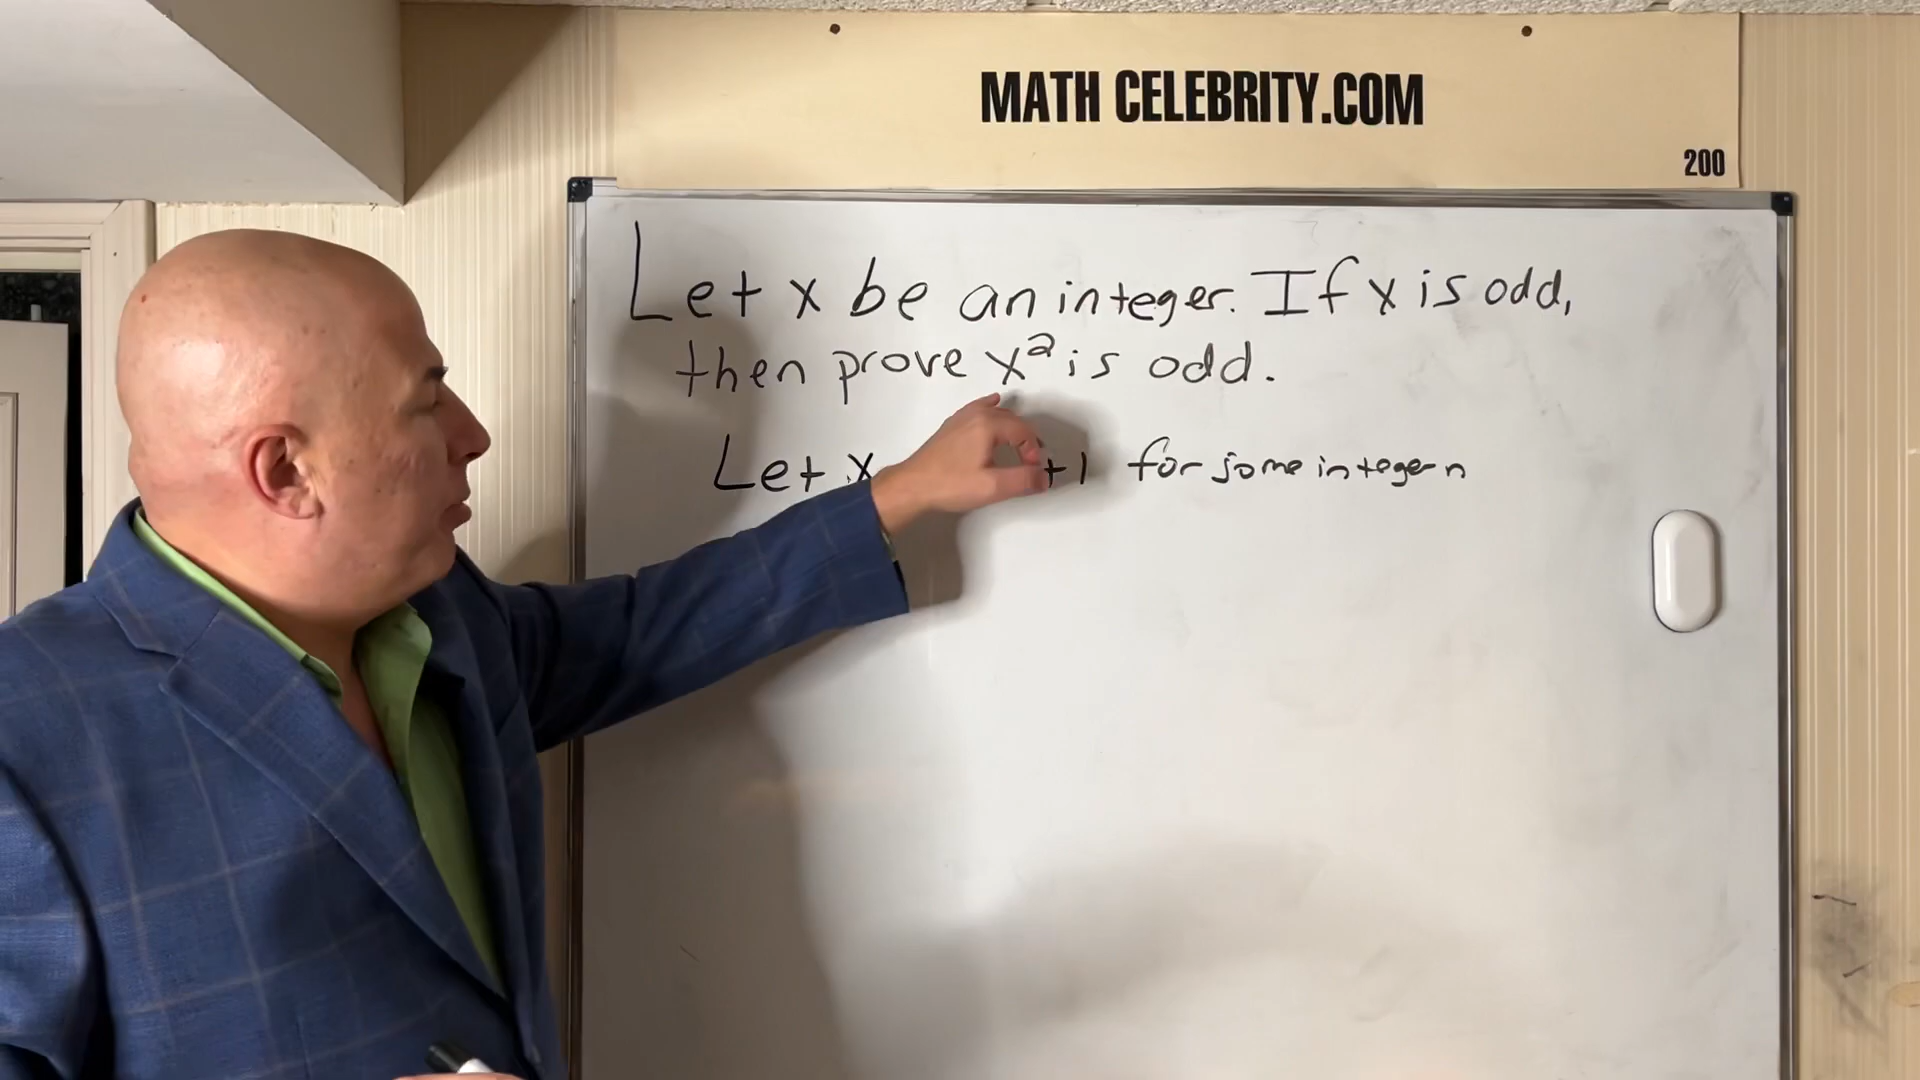 MATH CELEBRITY.COM
200
Let x be an integer. If x is odd,
then prove x² is odd.
Let x +1 for some integer n